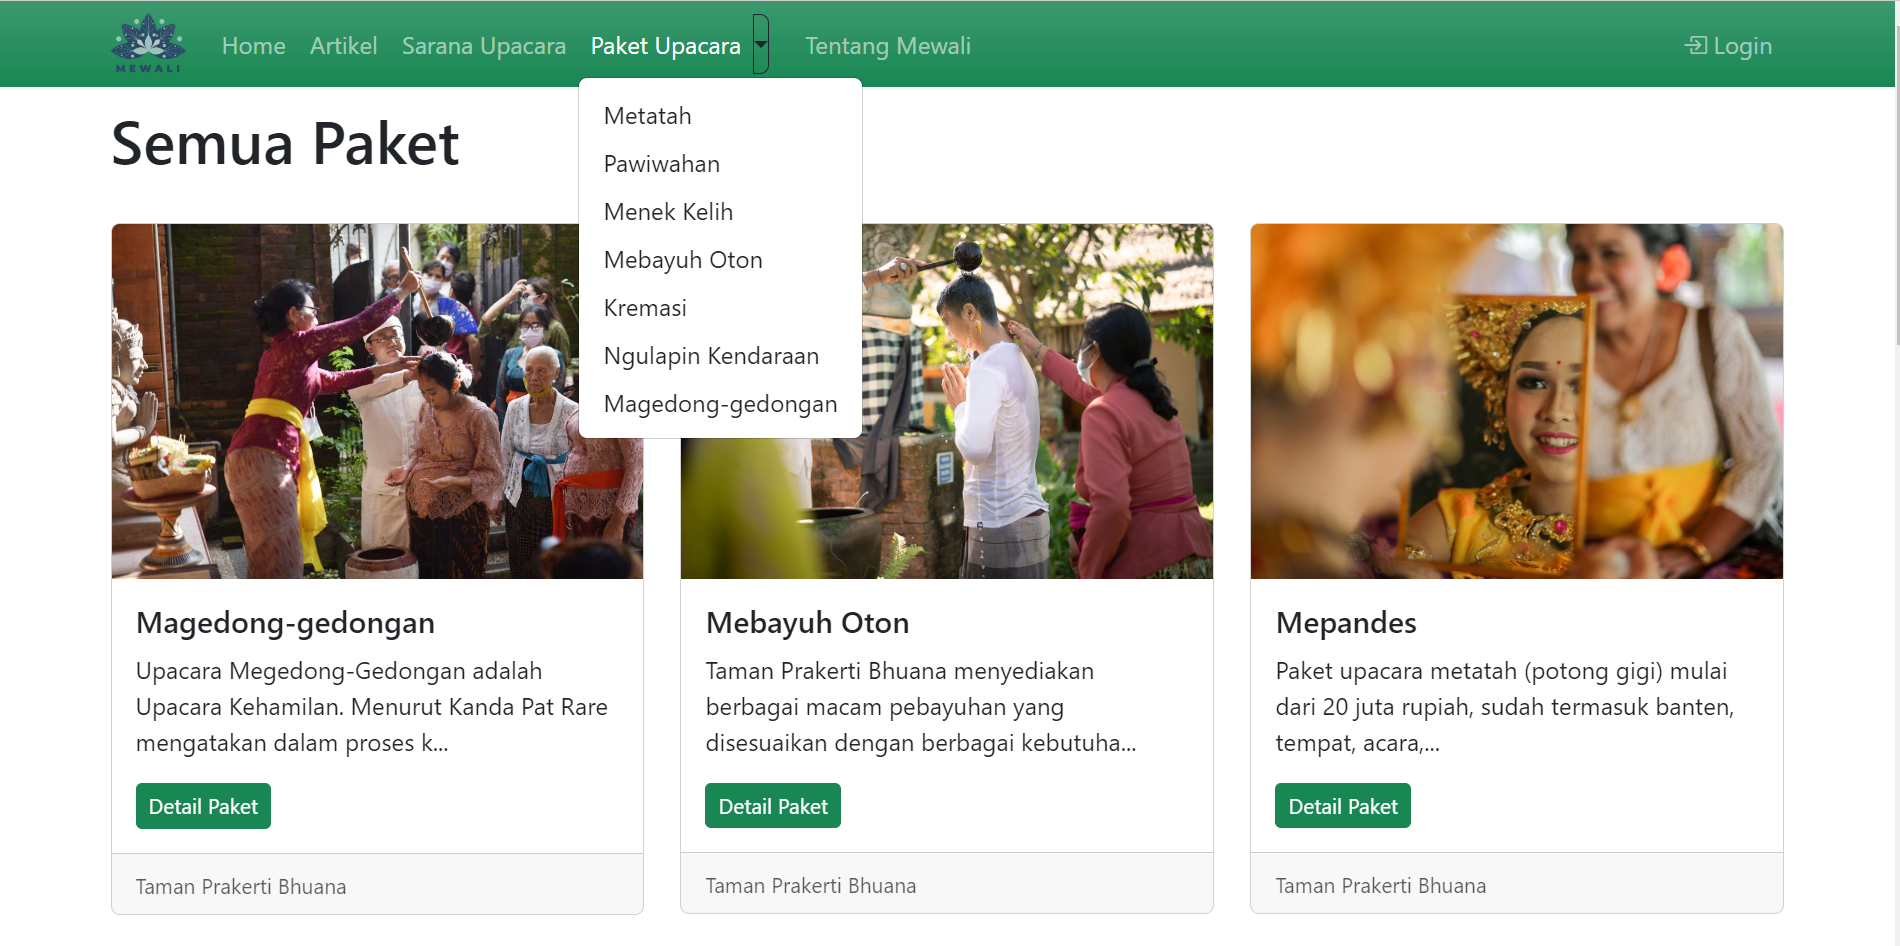 MEWALI
Home Artikel Sarana Upacara Paket Upacara Tentang Mewali Login
Metatah
Pawiwahan
Menek Kelih
Mebayuh Oton
Kremasi
Ngulapin Kendaraan
Magedong-gedongan
Semua Paket
Magedong-gedongan
Upacara Megedong-Gedongan adalah
Upacara Kehamilan. Menurut Kanda Pat Rare
mengatakan dalam proses k...
Detail Paket
Taman Prakerti Bhuana
Mebayuh Oton
Taman Prakerti Bhuana menyediakan
berbagai macam pebayuhan yang
disesuaikan dengan berbagai kebutuha...
Detail Paket
Taman Prakerti Bhuana
Mepandes
Paket upacara metatah (potong gigi) mulai
dari 20 juta rupiah, sudah termasuk banten,
tempat, acara,...
Detail Paket
Taman Prakerti Bhuana